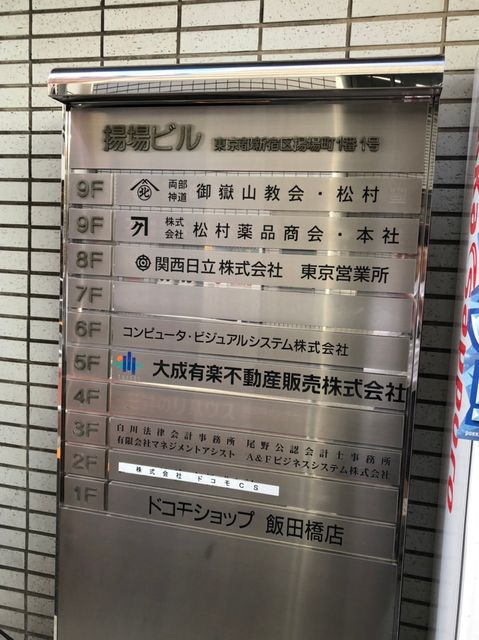 揚場ビル 東京都新宿区揚場町1番1号
9F 北 両部神道 御嶽山教会・松村
9F 株式会社 松村薬品商会・本社
8F 関西日立株式会社 東京営業所
7F
6F コンピュータ・ビジュアルシステム株式会社
5F 大成有楽不動産販売株式会社
4F
3F 白川法律会計事務所 尾野公認会計士事務所
有限会社マネジメントアシスト A&Fビジネスシステム株式会社
2F 株式会社 ドコモCS
1F ドコモショップ 飯田橋店